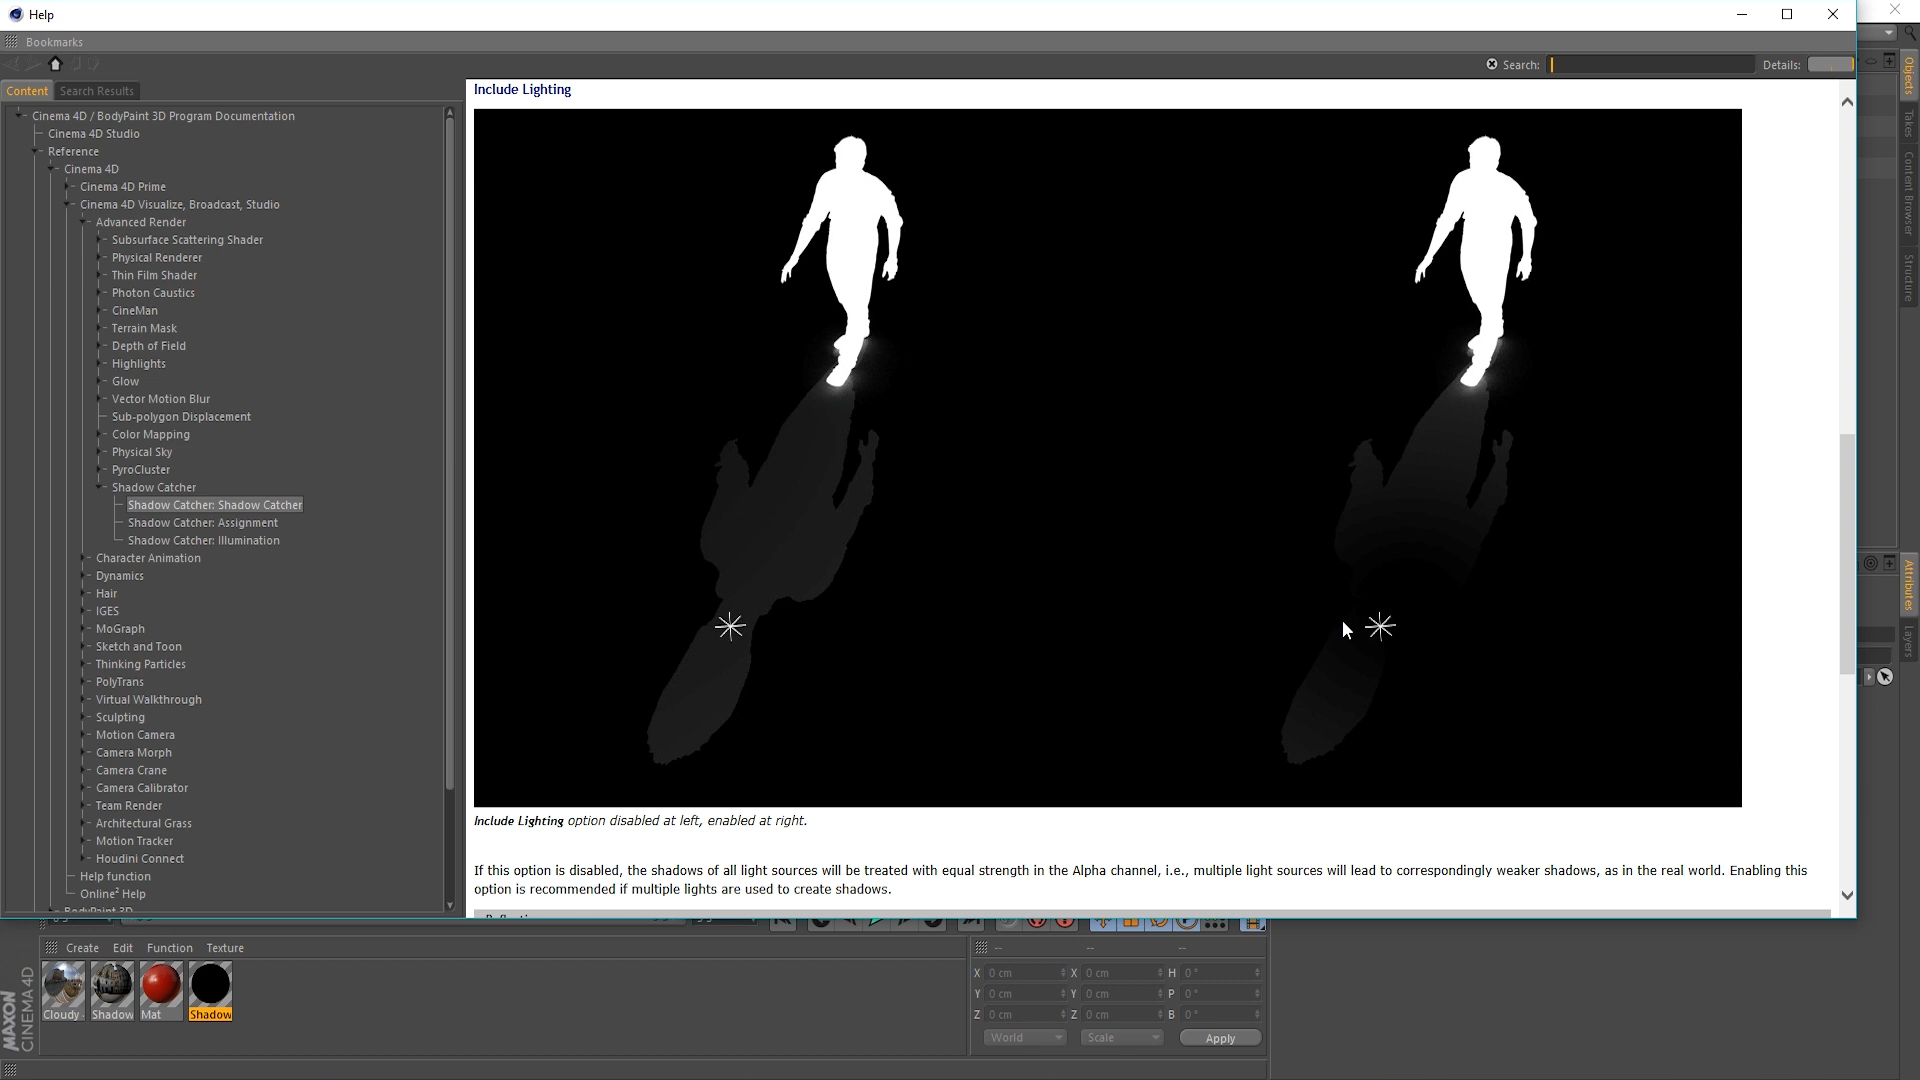 Help
Bookmarks
Search:
Details:
Content
Search Results
Include Lighting
Cinema 4D / BodyPaint 3D Program Documentation
Cinema 4D Studio
Reference
Cinema 4D
Cinema 4D Prime
Cinema 4D Visualize, Broadcast, Studio
Advanced Render
Subsurface Scattering Shader
Physical Renderer
Thin Film Shader
Photon Caustics
CineMan
Terrain Mask
Depth of Field
Highlights
Glow
Vector Motion Blur
Sub-polygon Displacement
Color Mapping
Physical Sky
PyroCluster
Shadow Catcher
Shadow Catcher: Shadow Catcher
Shadow Catcher: Assignment
Shadow Catcher: Illumination
Character Animation
Dynamics
Hair
IGES
MoGraph
Sketch and Toon
Thinking Particles
PolyTrans
Virtual Walkthrough
Sculpting
Motion Camera
Camera Morph
Camera Crane
Camera Calibrator
Team Render
Architectural Grass
Motion Tracker
Houdini Connect
Help function
Online² Help
BodyPaint 3D
Include Lighting option disabled at left, enabled at right.
If this option is disabled, the shadows of all light sources will be treated with equal strength in the Alpha channel, i.e., multiple light sources will lead to correspondingly weaker shadows, as in the real world. Enabling this
option is recommended if multiple lights are used to create shadows.
Objects
Takes
Content Browser
Structure
Attributes
Layers
Create Edit Function Texture
Cloudy Shadow Mat Shadow
-- -- --
X 0 cm X 0 cm H 0°
Y 0 cm Y 0 cm P 0°
Z 0 cm Z 0 cm B 0°
World Scale Apply
MAXON
CINEMA 4D